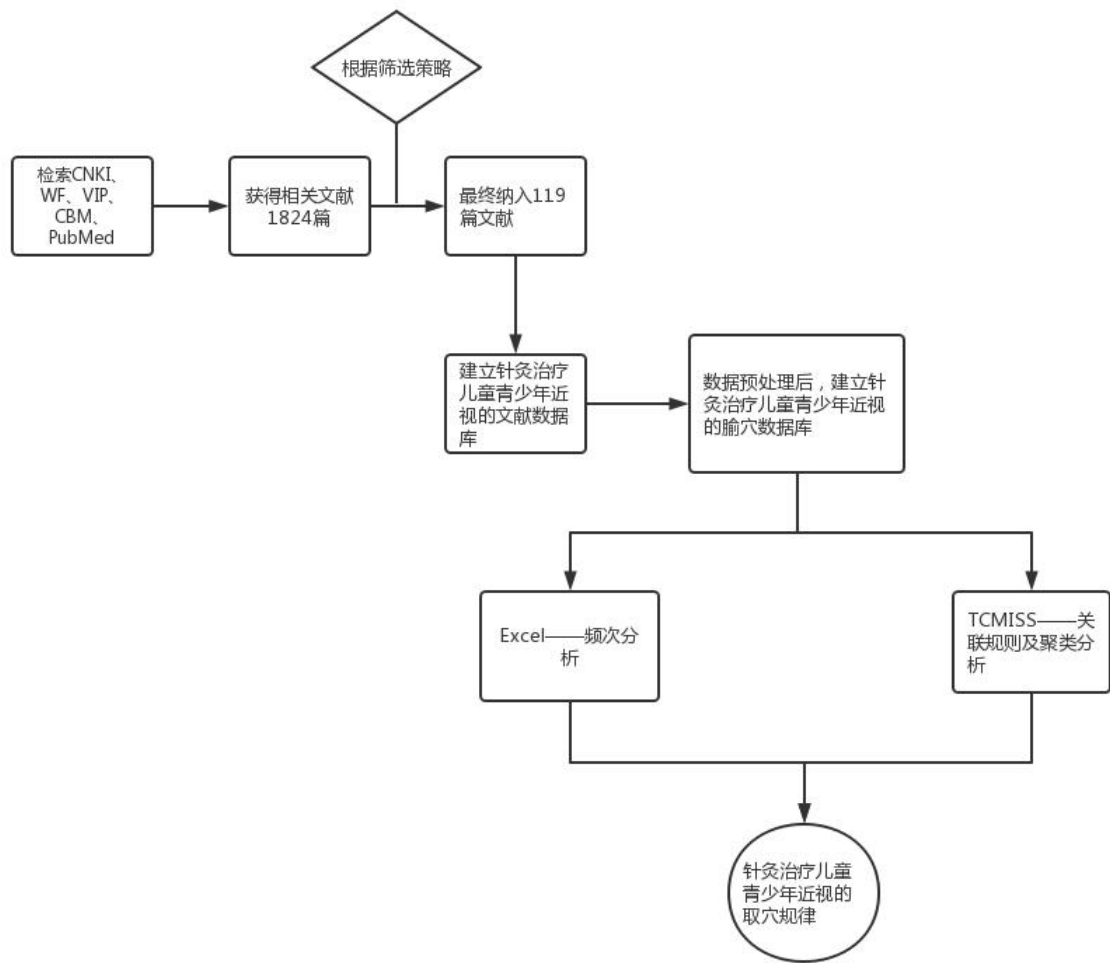 根据筛选策略
检索CNKI、
WF、VIP、
CBM、
PubMed
获得相关文献
1824篇
最终纳入119
篇文献
建立针灸治疗
儿童青少年近
视的文献数据
库
数据预处理后，建立针
灸治疗儿童青少年近视
的腧穴数据库
Excel——频次分
析
TCMISS——关
联规则及聚类分
析
针灸治疗儿童
青少年近视的
取穴规律